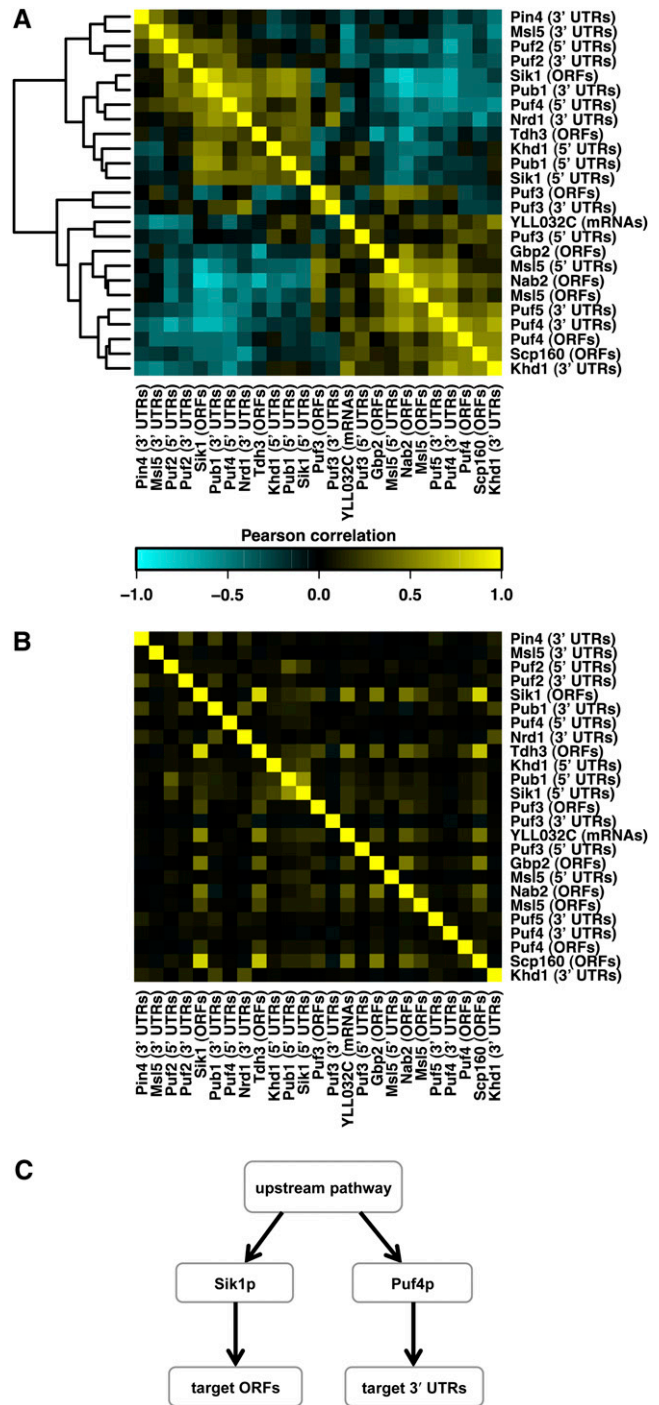 A
Pin4 (3' UTRs)
Msl5 (3' UTRs)
Puf2 (5' UTRs)
Puf2 (3' UTRs)
Sik1 (ORFs)
Pub1 (3' UTRs)
Puf4 (5' UTRs)
Nrd1 (3' UTRs)
Tdh3 (ORFs)
Khd1 (5' UTRs)
Pub1 (5' UTRs)
Sik1 (5' UTRs)
Puf3 (ORFs)
Puf3 (3' UTRs)
YLL032C (mRNAs)
Puf3 (5' UTRs)
Gbp2 (ORFs)
Msl5 (5' UTRs)
Nab2 (ORFs)
Msl5 (ORFs)
Puf5 (3' UTRs)
Puf4 (3' UTRs)
Puf4 (ORFs)
Scp160 (ORFs)
Khd1 (3' UTRs)
Pin4 (3' UTRs)
Msl5 (3' UTRs)
Puf2 (5' UTRs)
Puf2 (3' UTRs)
Sik1 (ORFs)
Pub1 (3' UTRs)
Puf4 (5' UTRs)
Nrd1 (3' UTRs)
Tdh3 (ORFs)
Khd1 (5' UTRs)
Pub1 (5' UTRs)
Sik1 (5' UTRs)
Puf3 (ORFs)
Puf3 (3' UTRs)
YLL032C (mRNAs
Puf3 (5' UTRs)
Gbp2 (ORFs)
Msl5 (5' UTRs)
Nab2 (ORFs)
Msl5 (ORFs)
Puf5 (3' UTRs)
Puf4 (3' UTRs)
Puf4 (ORFs)
Scp160 (ORFs)
Khd1 (3' UTRs)
Pearson correlation
−1.0 −0.5 0.0 0.5 1.0
B
Pin4 (3' UTRs)
Msl5 (3' UTRs)
Puf2 (5' UTRs)
Puf2 (3' UTRs)
Sik1 (ORFs)
Pub1 (3' UTRs)
Puf4 (5' UTRs)
Nrd1 (3' UTRs)
Tdh3 (ORFs)
Khd1 (5' UTRs)
Pub1 (5' UTRs)
Sik1 (5' UTRs)
Puf3 (ORFs)
Puf3 (3' UTRs)
YLL032C (mRNAs)
Puf3 (5' UTRs)
Gbp2 (ORFs)
Msl5 (5' UTRs)
Nab2 (ORFs)
Msl5 (ORFs)
Puf5 (3' UTRs)
Puf4 (3' UTRs)
Puf4 (ORFs)
Scp160 (ORFs)
Khd1 (3' UTRs)
Pin4 (3' UTRs)
Msl5 (3' UTRs)
Puf2 (5' UTRs)
Puf2 (3' UTRs)
Sik1 (ORFs)
Pub1 (3' UTRs)
Puf4 (5' UTRs)
Nrd1 (3' UTRs)
Tdh3 (ORFs)
Khd1 (5' UTRs)
Pub1 (5' UTRs)
Sik1 (5' UTRs)
Puf3 (ORFs)
Puf3 (3' UTRs)
YLL032C (mRNAs
Puf3 (5' UTRs)
Gbp2 (ORFs)
Msl5 (5' UTRs)
Nab2 (ORFs)
Msl5 (ORFs)
Puf5 (3' UTRs)
Puf4 (3' UTRs)
Puf4 (ORFs)
Scp160 (ORFs)
Khd1 (3' UTRs)
C
upstream pathway
Sik1p
Puf4p
target ORFs
target 3' UTRs